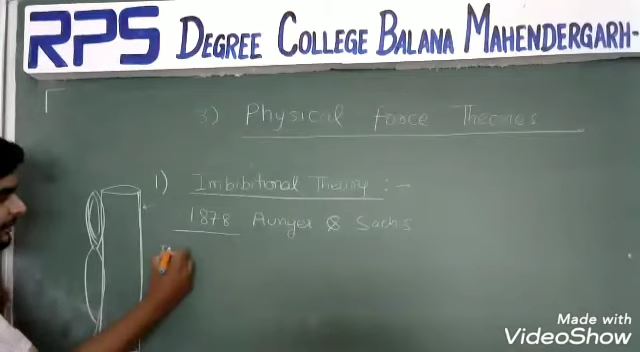 RPS DEGREE COLLEGE BALANA MAHENDERGARH-
3) Physical force Theories
1) Imbibitional Theory :-
1878 Aunger & Sachs
Made with
VideoShow